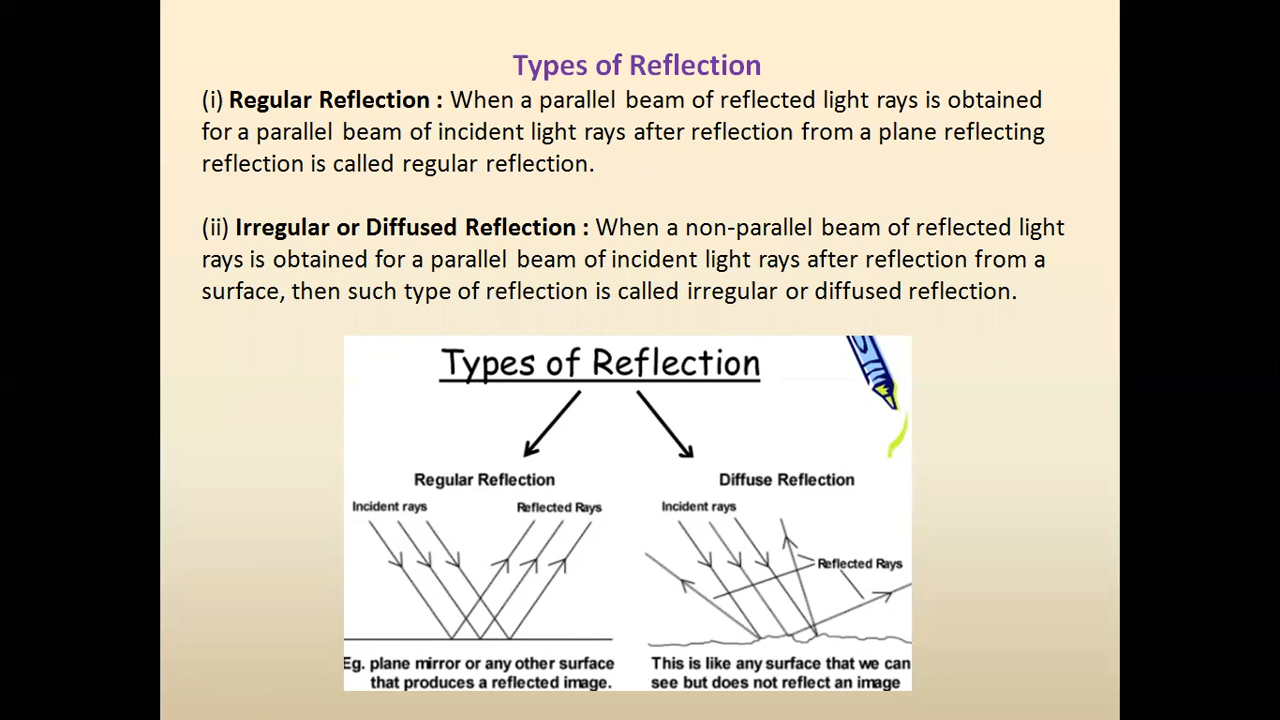 Types of Reflection
(i) Regular Reflection : When a parallel beam of reflected light rays is obtained
for a parallel beam of incident light rays after reflection from a plane reflecting
reflection is called regular reflection.
(ii) Irregular or Diffused Reflection : When a non-parallel beam of reflected light
rays is obtained for a parallel beam of incident light rays after reflection from a
surface, then such type of reflection is called irregular or diffused reflection.
Types of Reflection
Regular Reflection
Incident rays
Reflected Rays
Eg. plane mirror or any other surface
that produces a reflected image.
Diffuse Reflection
Incident rays
Reflected Rays
This is like any surface that we can
see but does not reflect an image